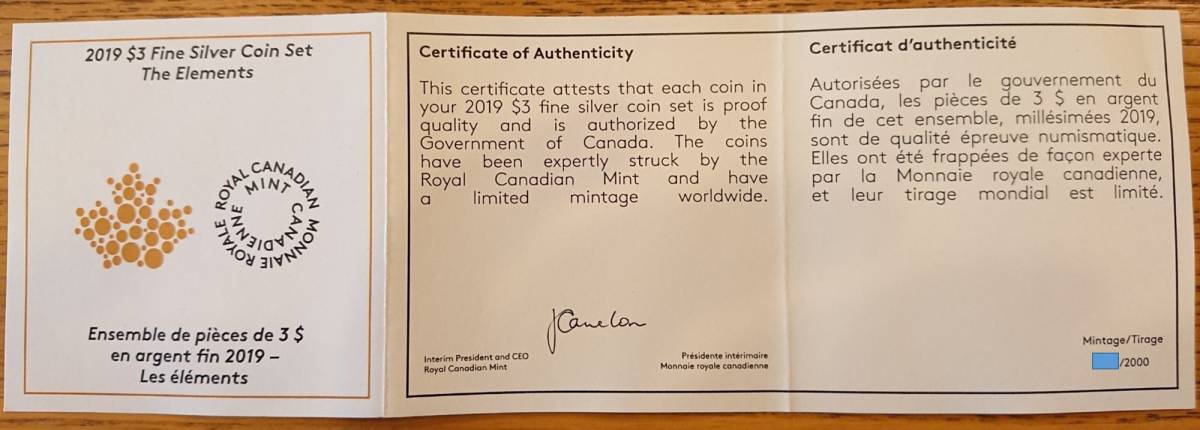 2019 $3 Fine Silver Coin Set
The Elements
ROYAL CANADIAN MINT
MONNAIE ROYALE CANADIENNE
Ensemble de pièces de 3 $
en argent fin 2019 –
Les éléments
Certificate of Authenticity
This certificate attests that each coin in
your 2019 $3 fine silver coin set is proof
quality and is authorized by the
Government of Canada. The coins
have been expertly struck by the
Royal Canadian Mint and have
a limited mintage worldwide.
JCamelon
Interim President and CEO
Royal Canadian Mint
Présidente intérimaire
Monnaie royale canadienne
Certificat d'authenticité
Autorisées par le gouvernement du
Canada, les pièces de 3 $ en argent
fin de cet ensemble, millésimées 2019,
sont de qualité épreuve numismatique.
Elles ont été frappées de façon experte
par la Monnaie royale canadienne,
et leur tirage mondial est limité.
Mintage/Tirage
/2000